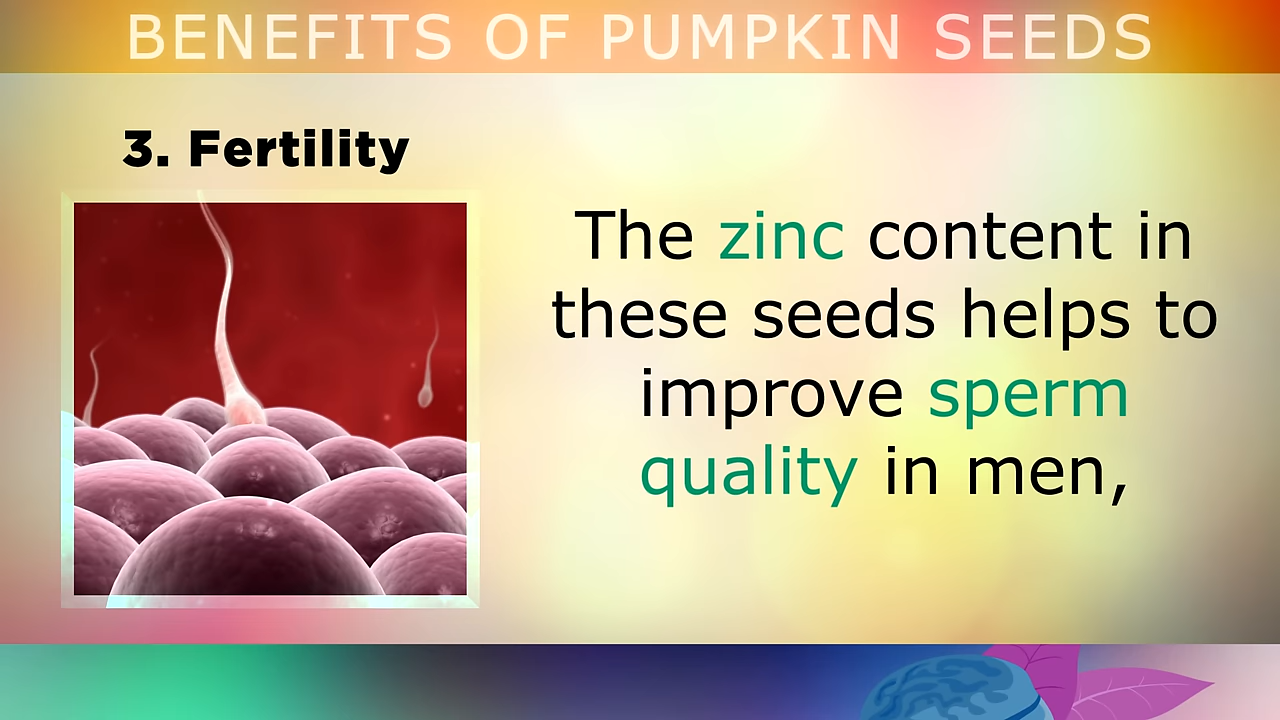 BENEFITS OF PUMPKIN SEEDS
3. Fertility
The zinc content in
these seeds helps to
improve sperm
quality in men,